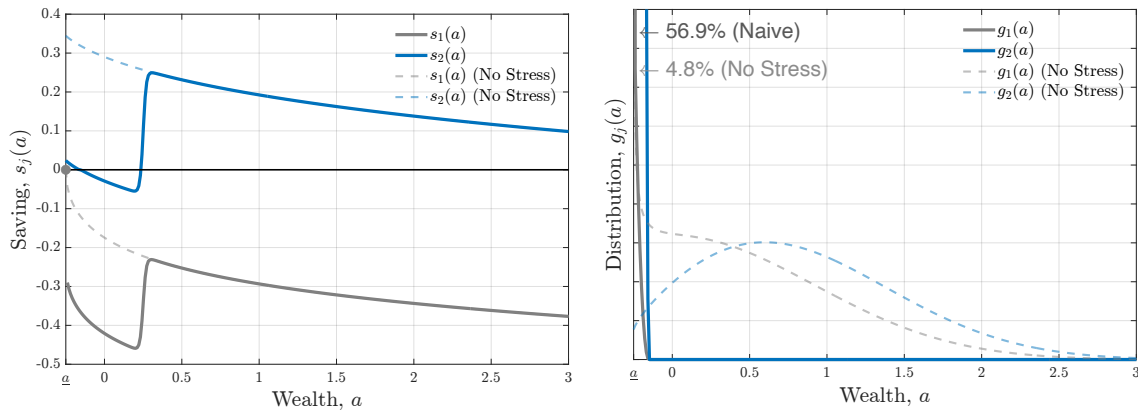 0.4
0.3
0.2
0.1
0
-0.1
-0.2
-0.3
-0.4
-0.5
Saving, s_j(a)
s_1(a)
s_2(a)
s_1(a) (No Stress)
s_2(a) (No Stress)
a 0 0.5 1 1.5 2 2.5 3
Wealth, a
Distribution, g_j(a)
56.9% (Naive)
4.8% (No Stress)
g_1(a)
g_2(a)
g_1(a) (No Stress)
g_2(a) (No Stress)
a 0 0.5 1 1.5 2 2.5 3
Wealth, a